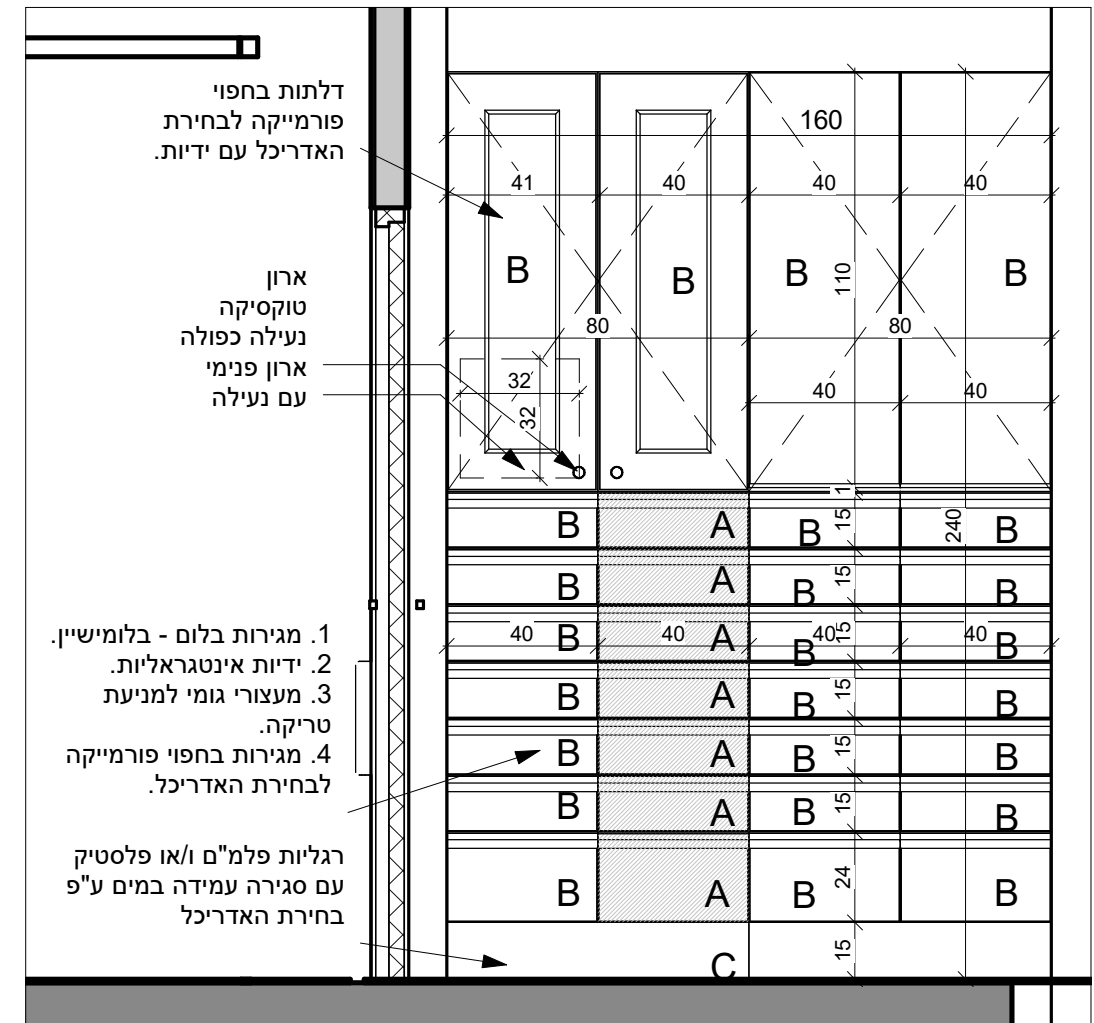 דלתות בחפוי
פורמייקה לבחירת
האדריכל עם ידיות.
160
41 40 40 40
ארון
טוקסיקה
נעילה כפולה
ארון פנימי
עם נעילה
B B B B
110
80 80
32 40 40
32
1
B A B 15 240 B
B A B 15 B
1. מגירות בלום - בלומישיין.
2. ידיות אינטגראליות.
3. מעצורי גומי למניעת
טריקה.
4. מגירות בחפוי פורמייקה
לבחירת האדריכל.
40 40 40 40
B A B 15 B
B A B 15 B
B A B 15 B
B A B 15 B
B A B 24 B
רגליות פלמ"ם ו/או פלסטיק
עם סגירה עמידה במים ע"פ
בחירת האדריכל
C 15